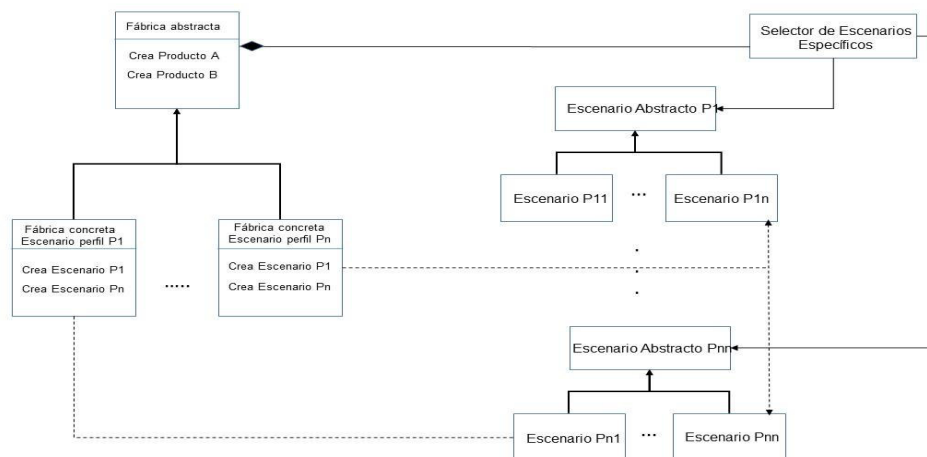 Fábrica abstracta
Crea Producto A
Crea Producto B
Selector de Escenarios
Específicos
Escenario Abstracto P1
Escenario P11
...
Escenario P1n
Fábrica concreta
Escenario perfil P1
Crea Escenario P1
Crea Escenario Pn
.....
Fábrica concreta
Escenario perfil Pn
Crea Escenario P1
Crea Escenario Pn
.
.
.
Escenario Abstracto Pnn
Escenario Pn1
...
Escenario Pnn